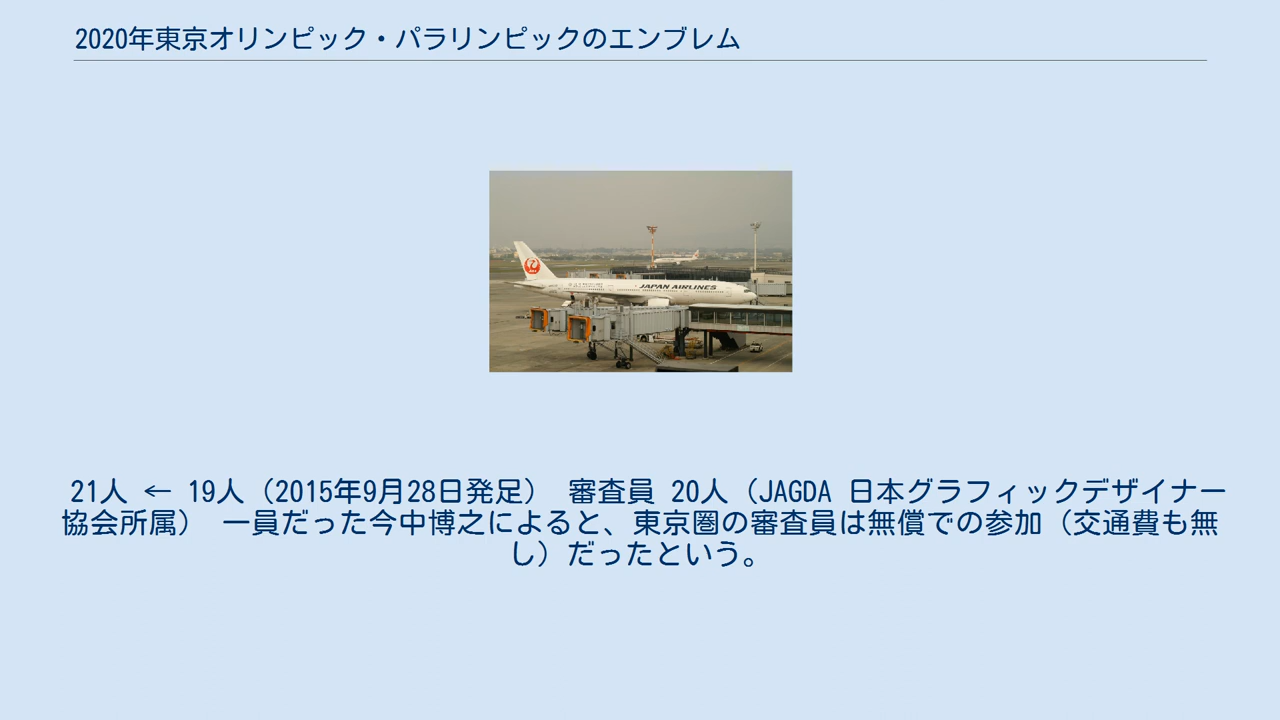 2020年東京オリンピック・パラリンピックのエンブレム
JAPAN AIRLINES
21人 ← 19人（2015年9月28日発足） 審査員 20人（JAGDA 日本グラフィックデザイナー
協会所属） 一員だった今中博之によると、東京圏の審査員は無償での参加（交通費も無
し）だったという。